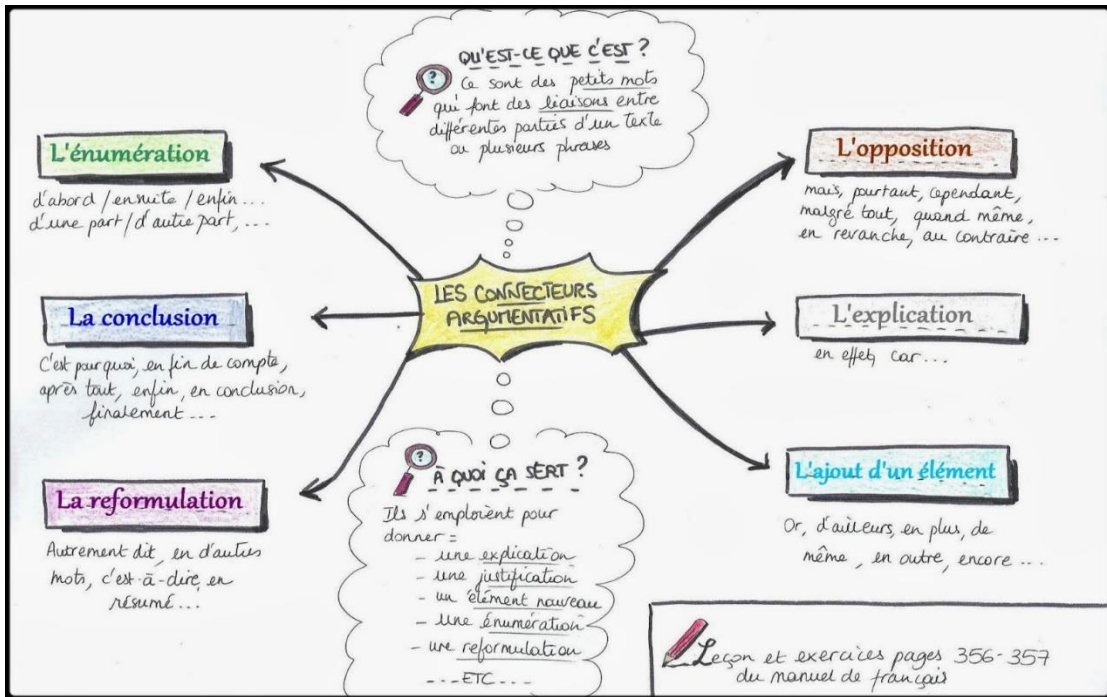 QU'EST-CE QUE C'EST ?
Ce sont des petits mots
qui font des liaisons entre
différentes parties d'un texte
ou plusieurs phrases
L'énumération
d'abord / ensuite / enfin ...
d'une part / d'autre part, ...
La conclusion
C'est pourquoi, en fin de compte,
après tout, enfin, en conclusion,
finalement ....
La reformulation
Autrement dit, en d'autres
mots, c'est-à-dire, en
résumé ...
LES CONNECTEURS
ARGUMENTATIFS
L'opposition
mais, pourtant, cependant,
malgré tout, quand même,
en revanche, au contraire ...
L'explication
en effet, car ...
L'ajout d'un élément
Or, d'ailleurs, en plus, de
même, en outre, encore ...
À QUOI ÇA SERT ?
Ils s'emploient pour
donner =
- une explication
- une justification
- un élément nouveau
- une énumération
- une reformulation
....ETC....
Leçon et exercices pages 356-357
du manuel de français